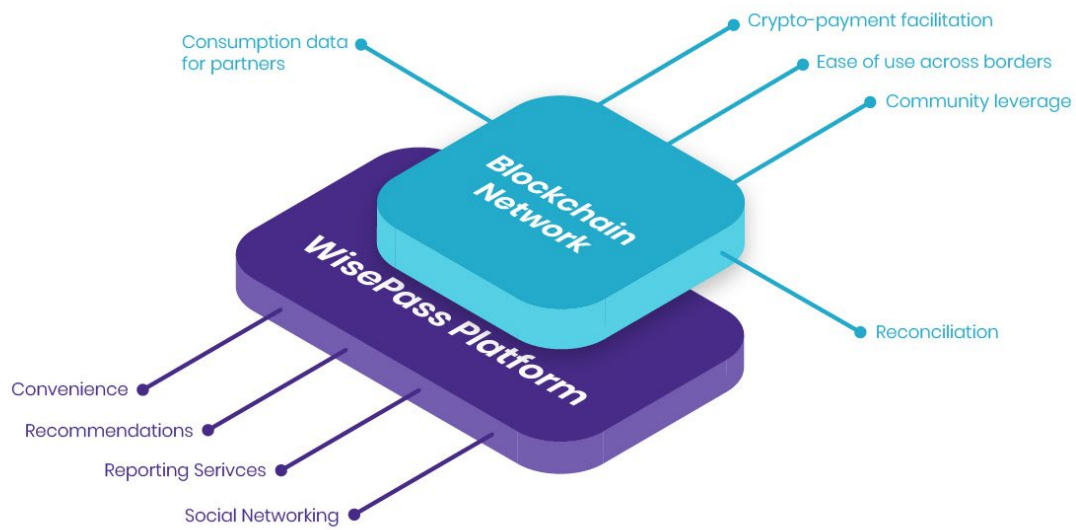 Crypto-payment facilitation
Consumption data
for partners
Ease of use across borders
Community leverage
Blockchain
Network
WisePass Platform
Reconciliation
Convenience
Recommendations
Reporting Serivces
Social Networking